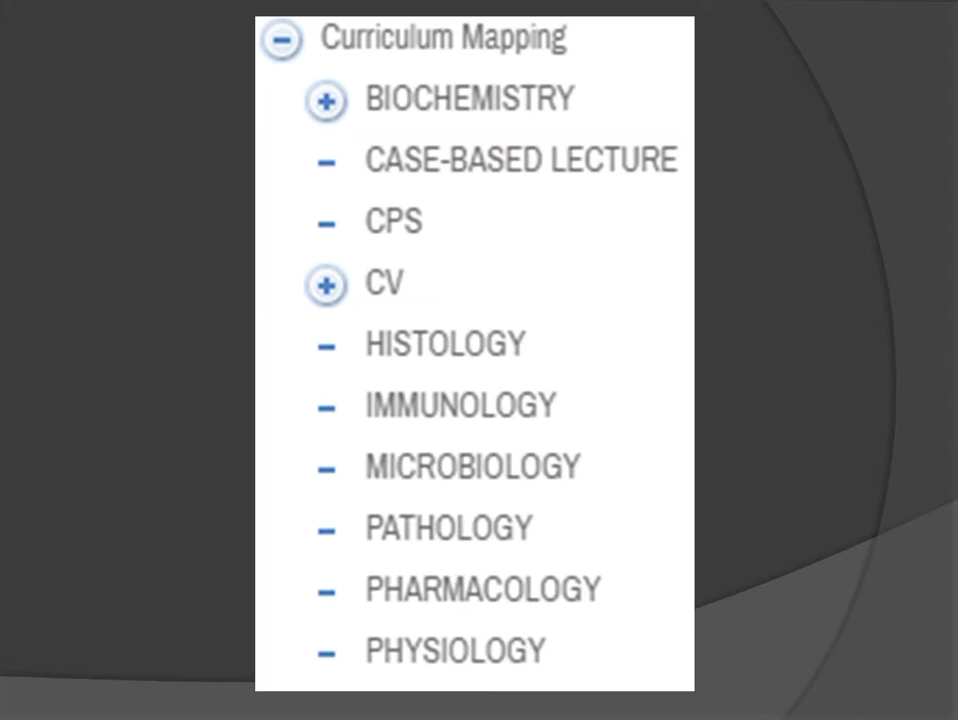 Curriculum Mapping
BIOCHEMISTRY
CASE-BASED LECTURE
CPS
CV
HISTOLOGY
IMMUNOLOGY
MICROBIOLOGY
PATHOLOGY
PHARMACOLOGY
PHYSIOLOGY